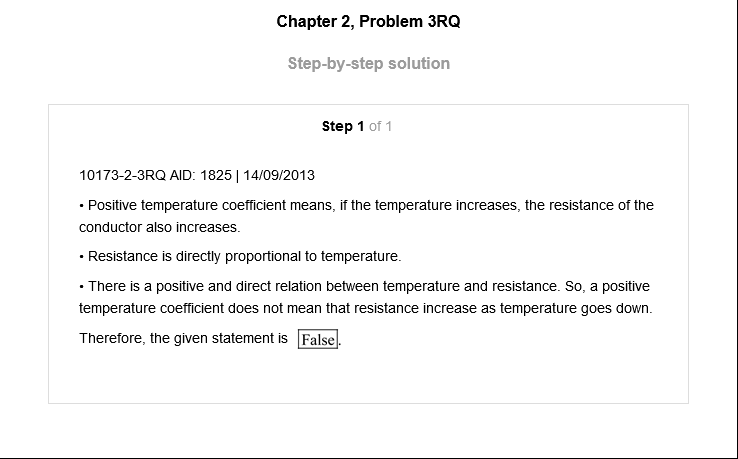 Chapter 2, Problem 3RQ
Step-by-step solution
Step 1 of 1
10173-2-3RQ AID: 1825 | 14/09/2013
• Positive temperature coefficient means, if the temperature increases, the resistance of the
conductor also increases.
• Resistance is directly proportional to temperature.
• There is a positive and direct relation between temperature and resistance. So, a positive
temperature coefficient does not mean that resistance increase as temperature goes down.
Therefore, the given statement is False.